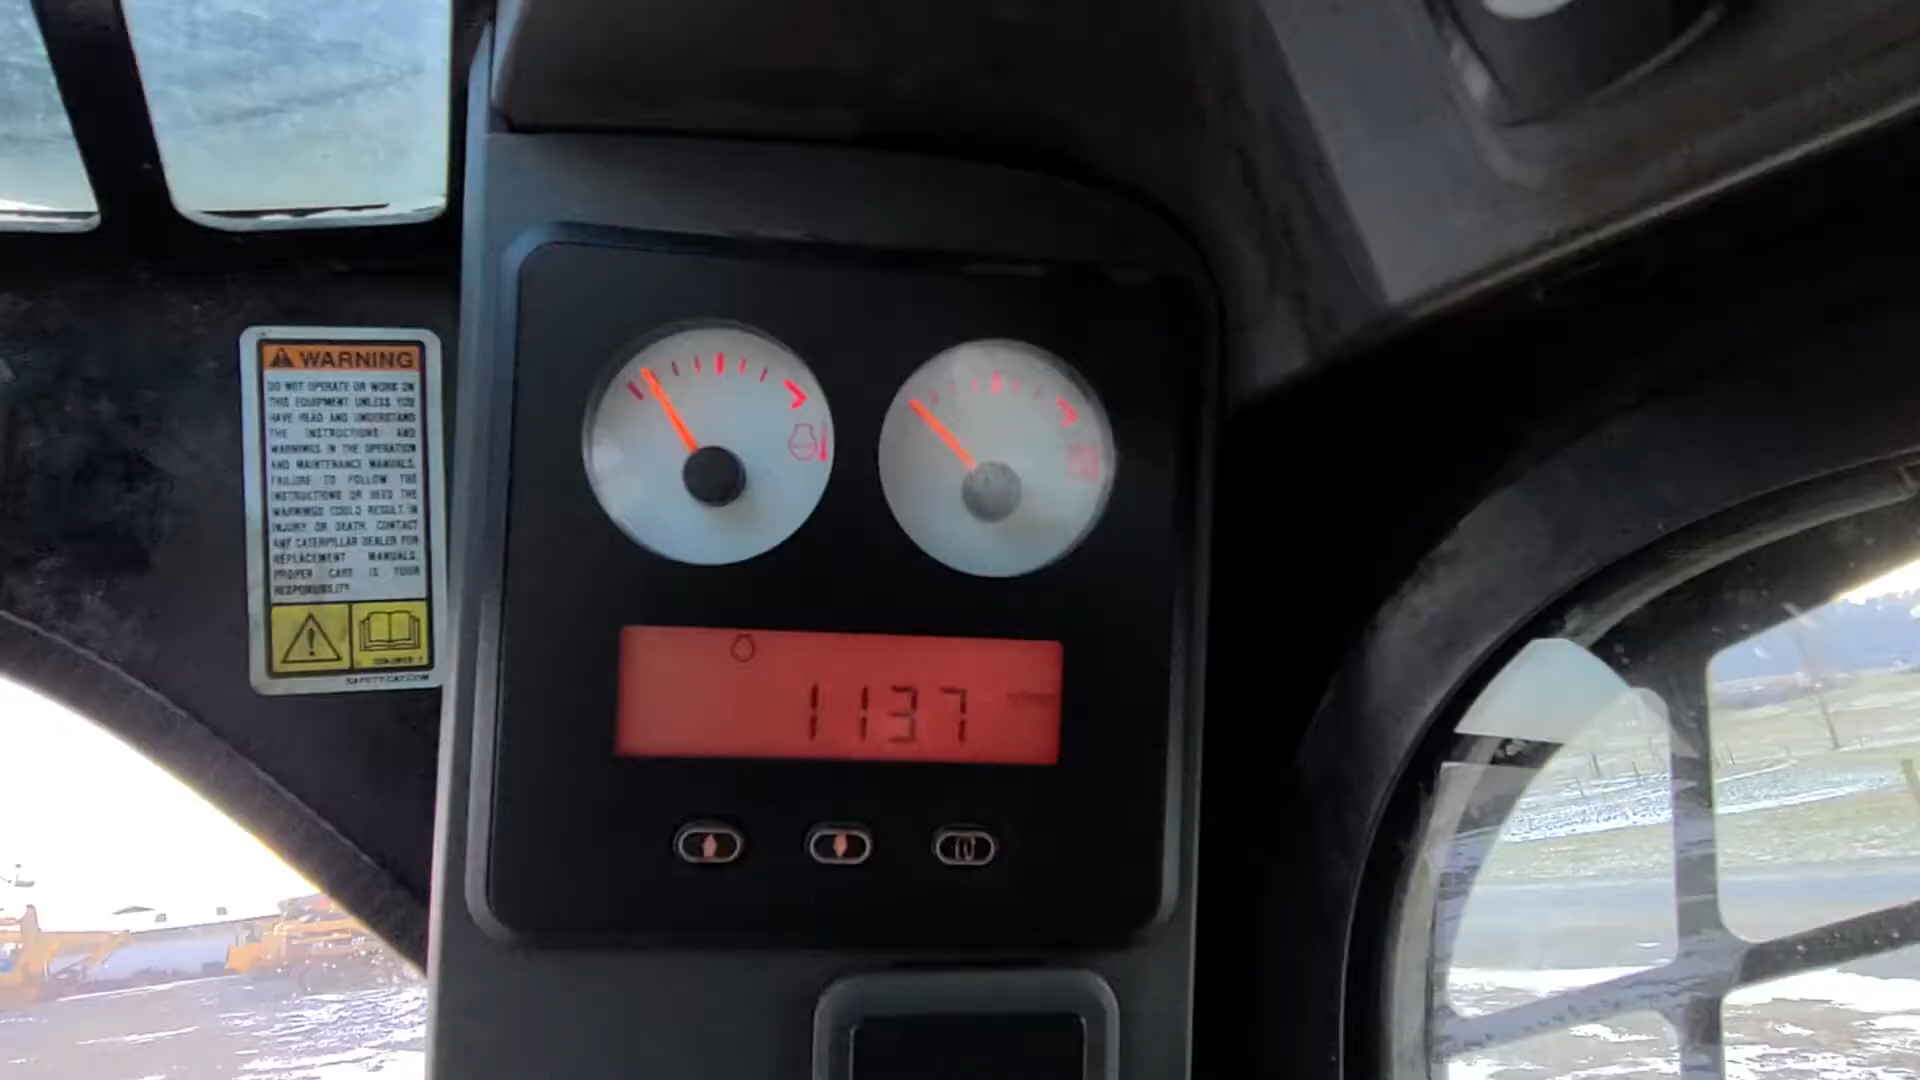 WARNING
DO NOT OPERATE OR WORK ON
THIS EQUIPMENT UNLESS YOU
HAVE READ AND UNDERSTAND
THE INSTRUCTIONS AND
WARNINGS IN THE OPERATION
AND MAINTENANCE MANUALS.
FAILURE TO FOLLOW THE
INSTRUCTIONS OR HEED THE
WARNINGS COULD RESULT IN
INJURY OR DEATH. CONTACT
ANY CATERPILLAR DEALER FOR
REPLACEMENT MANUALS.
PROPER CARE IS YOUR
RESPONSIBILITY.
SAFETY.CAT.COM
1137